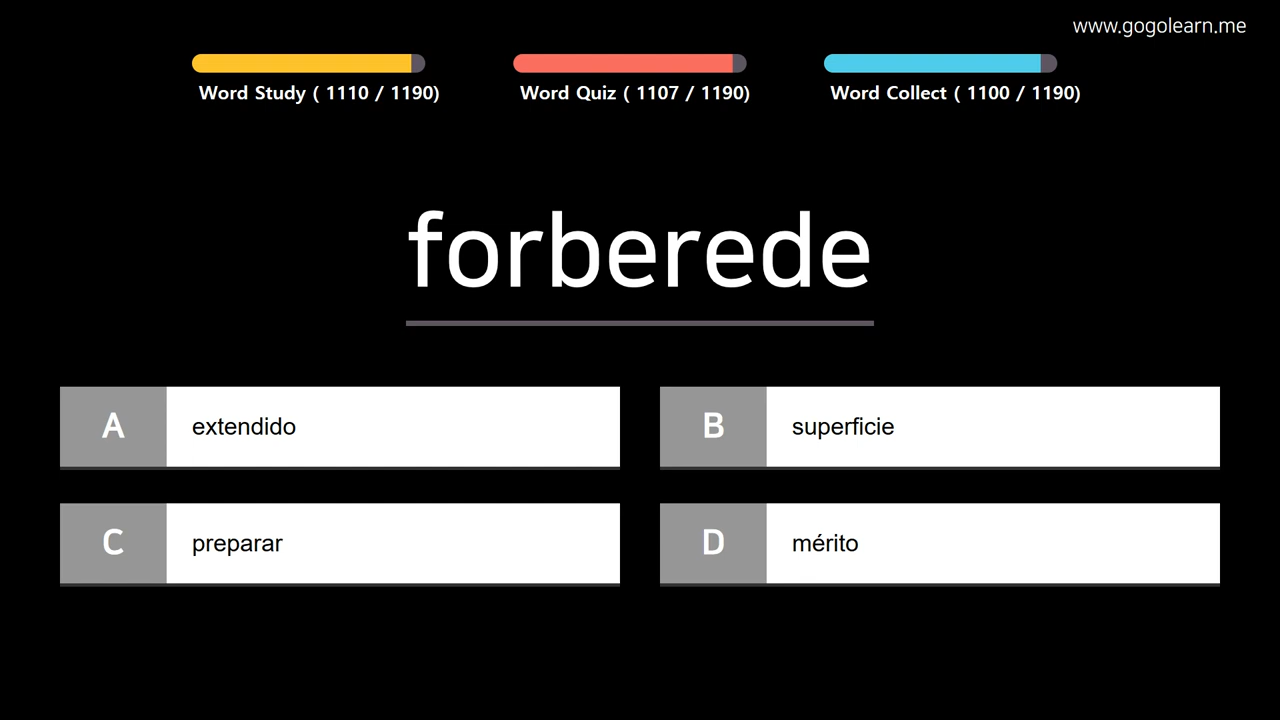 www.gogolearn.me
Word Study ( 1110 / 1190)
Word Quiz ( 1107 / 1190)
Word Collect ( 1100 / 1190)
forberede
A extendido
B superficie
C preparar
D mérito